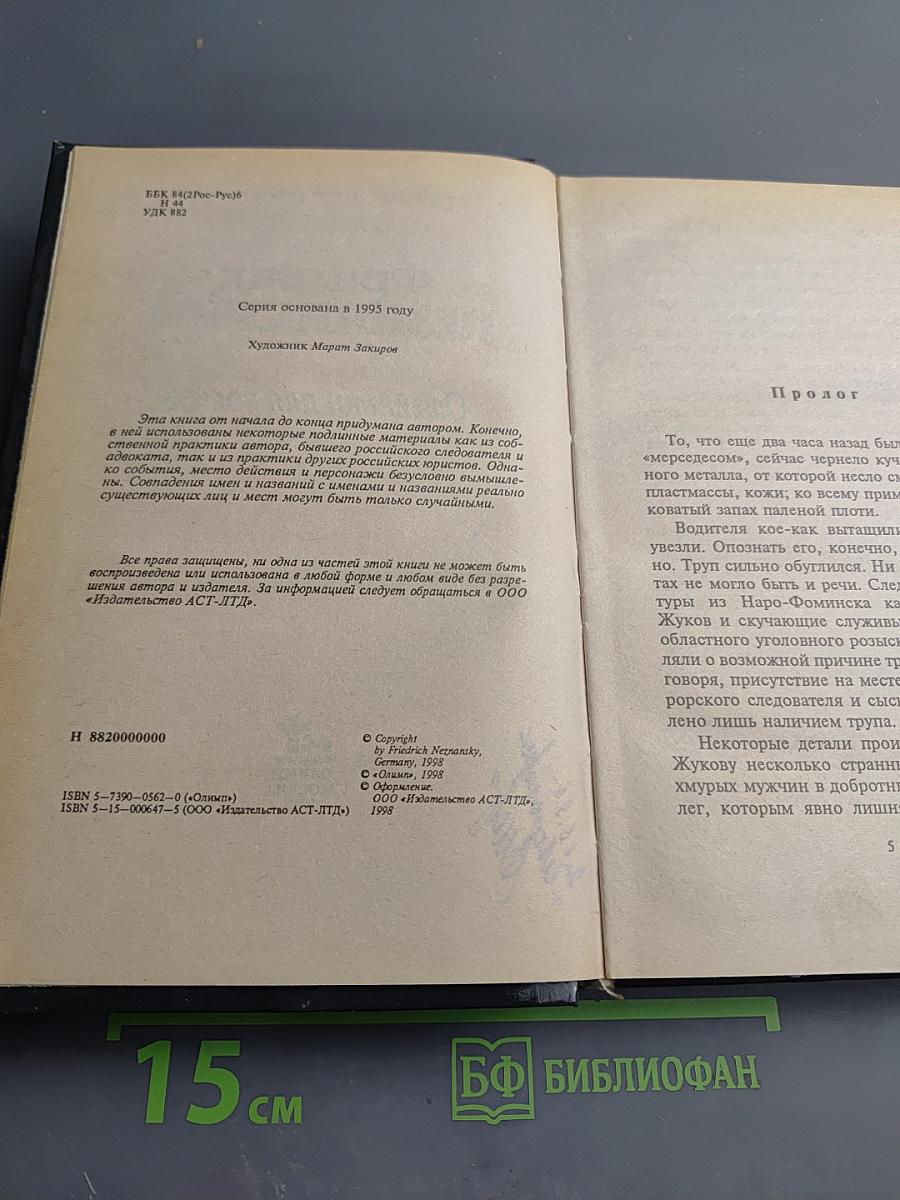 ББК 84(2Рос-Рус)6
Н 44
УДК 882
Серия основана в 1995 году
Художник Марат Закиров
Эта книга от начала до конца придумана автором. Конечно,
в ней использованы некоторые подлинные материалы как из соб-
ственной практики автора, бывшего российского следователя и
адвоката, так и из практики других российских юристов. Одна-
ко события, место действия и персонажи безусловно вымышле-
ны. Совпадения имен и названий с именами и названиями реально
существующих лиц и мест могут быть только случайными.
Все права защищены, ни одна из частей этой книги не может быть
воспроизведена или использована в любой форме и любом виде без разре-
шения автора и издателя. За информацией следует обращаться в ООО
«Издательство АСТ-ЛТД».
Н 8820000000
ISBN 5—7390—0562—0 («Олимп»)
ISBN 5—15—000647—5 (ООО «Издательство АСТ-ЛТД»)
© Copyright
by Friedrich Neznansky,
Germany, 1998
© «Олимп», 1998
© Оформление.
ООО «Издательство АСТ-ЛТД»,
1998
Пролог
То, что еще два часа назад был
«мерседесом», сейчас чернело куч
ного металла, от которой несло см
пластмассы, кожи; ко всему прим
коватый запах паленой плоти.
Водителя кое-как вытащили
увезли. Опознать его, конечно,
но. Труп сильно обуглился. Ни
тах не могло быть и речи. След
туры из Наро-Фоминска ка
Жуков и скучающие служивы
областного уголовного розыск
ляли о возможной причине тр
говоря, присутствие на месте
рорского следователя и сыск
лено лишь наличием трупа.
Некоторые детали прои
Жукову несколько странны
хмурых мужчин в добротны
лег, которым явно лишня
5
15 см
БФ БИБЛИОФАН